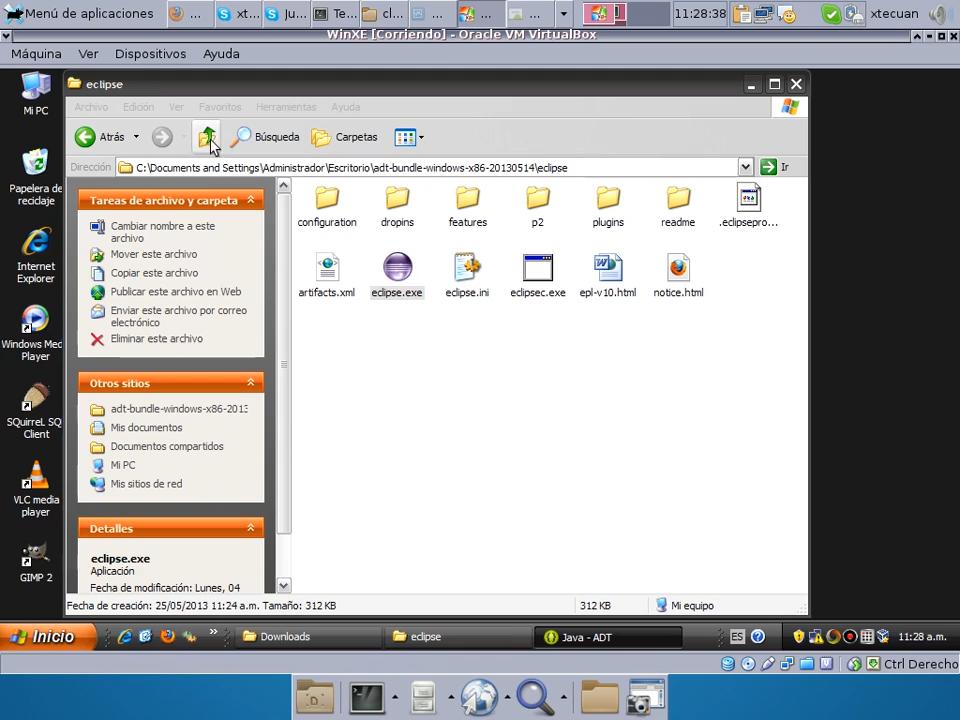 Menú de aplicaciones ... xt... Ju... Te... cl... ... ... ... 11:28:38 xtecuan
WinXE [Corriendo] - Oracle VM VirtualBox
Máquina Ver Dispositivos Ayuda
eclipse
Archivo Edición Ver Favoritos Herramientas Ayuda
Atrás Búsqueda Carpetas
Dirección C:\Documents and Settings\Administrador\Escritorio\adt-bundle-windows-x86-20130514\eclipse Ir
Mi PC
Papelera de
reciclaje
Internet
Explorer
Windows Med
Player
SQuirreL SQ
Client
VLC media
player
GIMP 2
Tareas de archivo y carpeta
Cambiar nombre a este
archivo
Mover este archivo
Copiar este archivo
Publicar este archivo en Web
Enviar este archivo por correo
electrónico
Eliminar este archivo
Otros sitios
adt-bundle-windows-x86-2013
Mis documentos
Documentos compartidos
Mi PC
Mis sitios de red
Detalles
eclipse.exe
Aplicación
Fecha de modificación: Lunes, 04
configuration dropins features p2 plugins readme .eclipsepro...
artifacts.xml eclipse.exe eclipse.ini eclipsec.exe epl-v10.html notice.html
Fecha de creación: 25/05/2013 11:24 a.m. Tamaño: 312 KB 312 KB Mi equipo
Inicio Downloads eclipse Java - ADT ES 11:28 a.m.
Ctrl Derecho